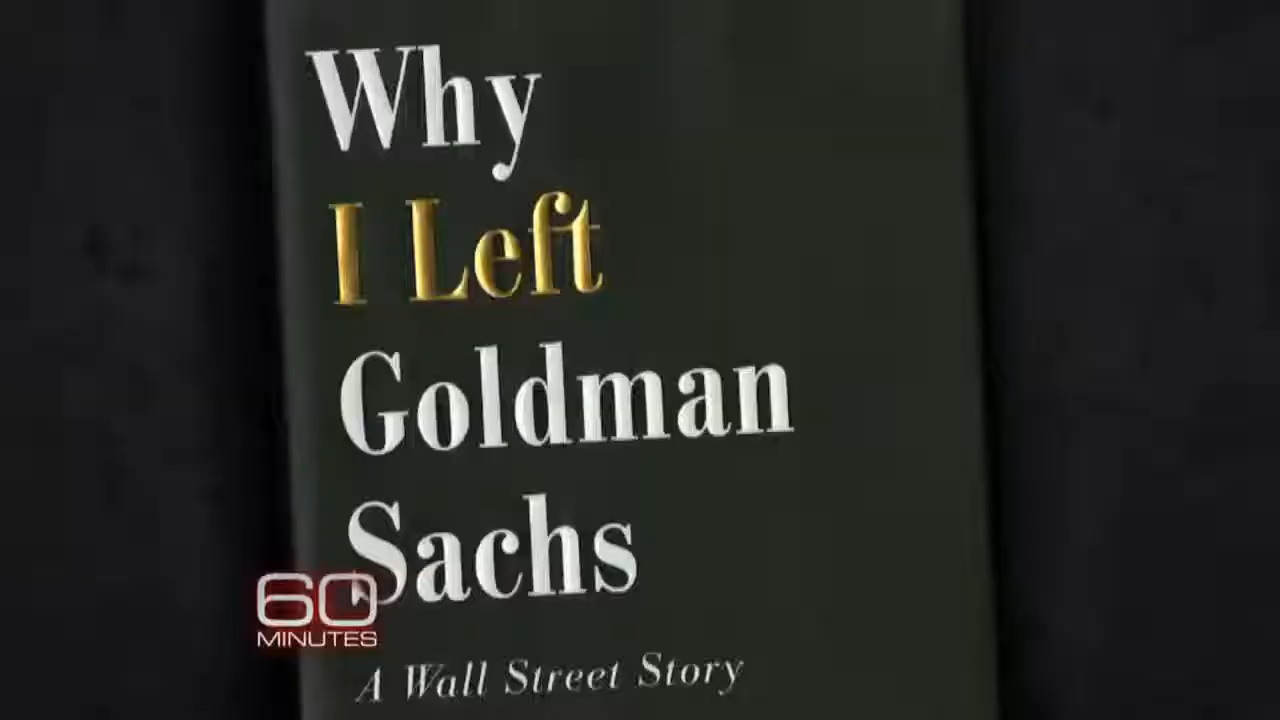 Why
I Left
Goldman
Sachs
60
MINUTES
A Wall Street Story